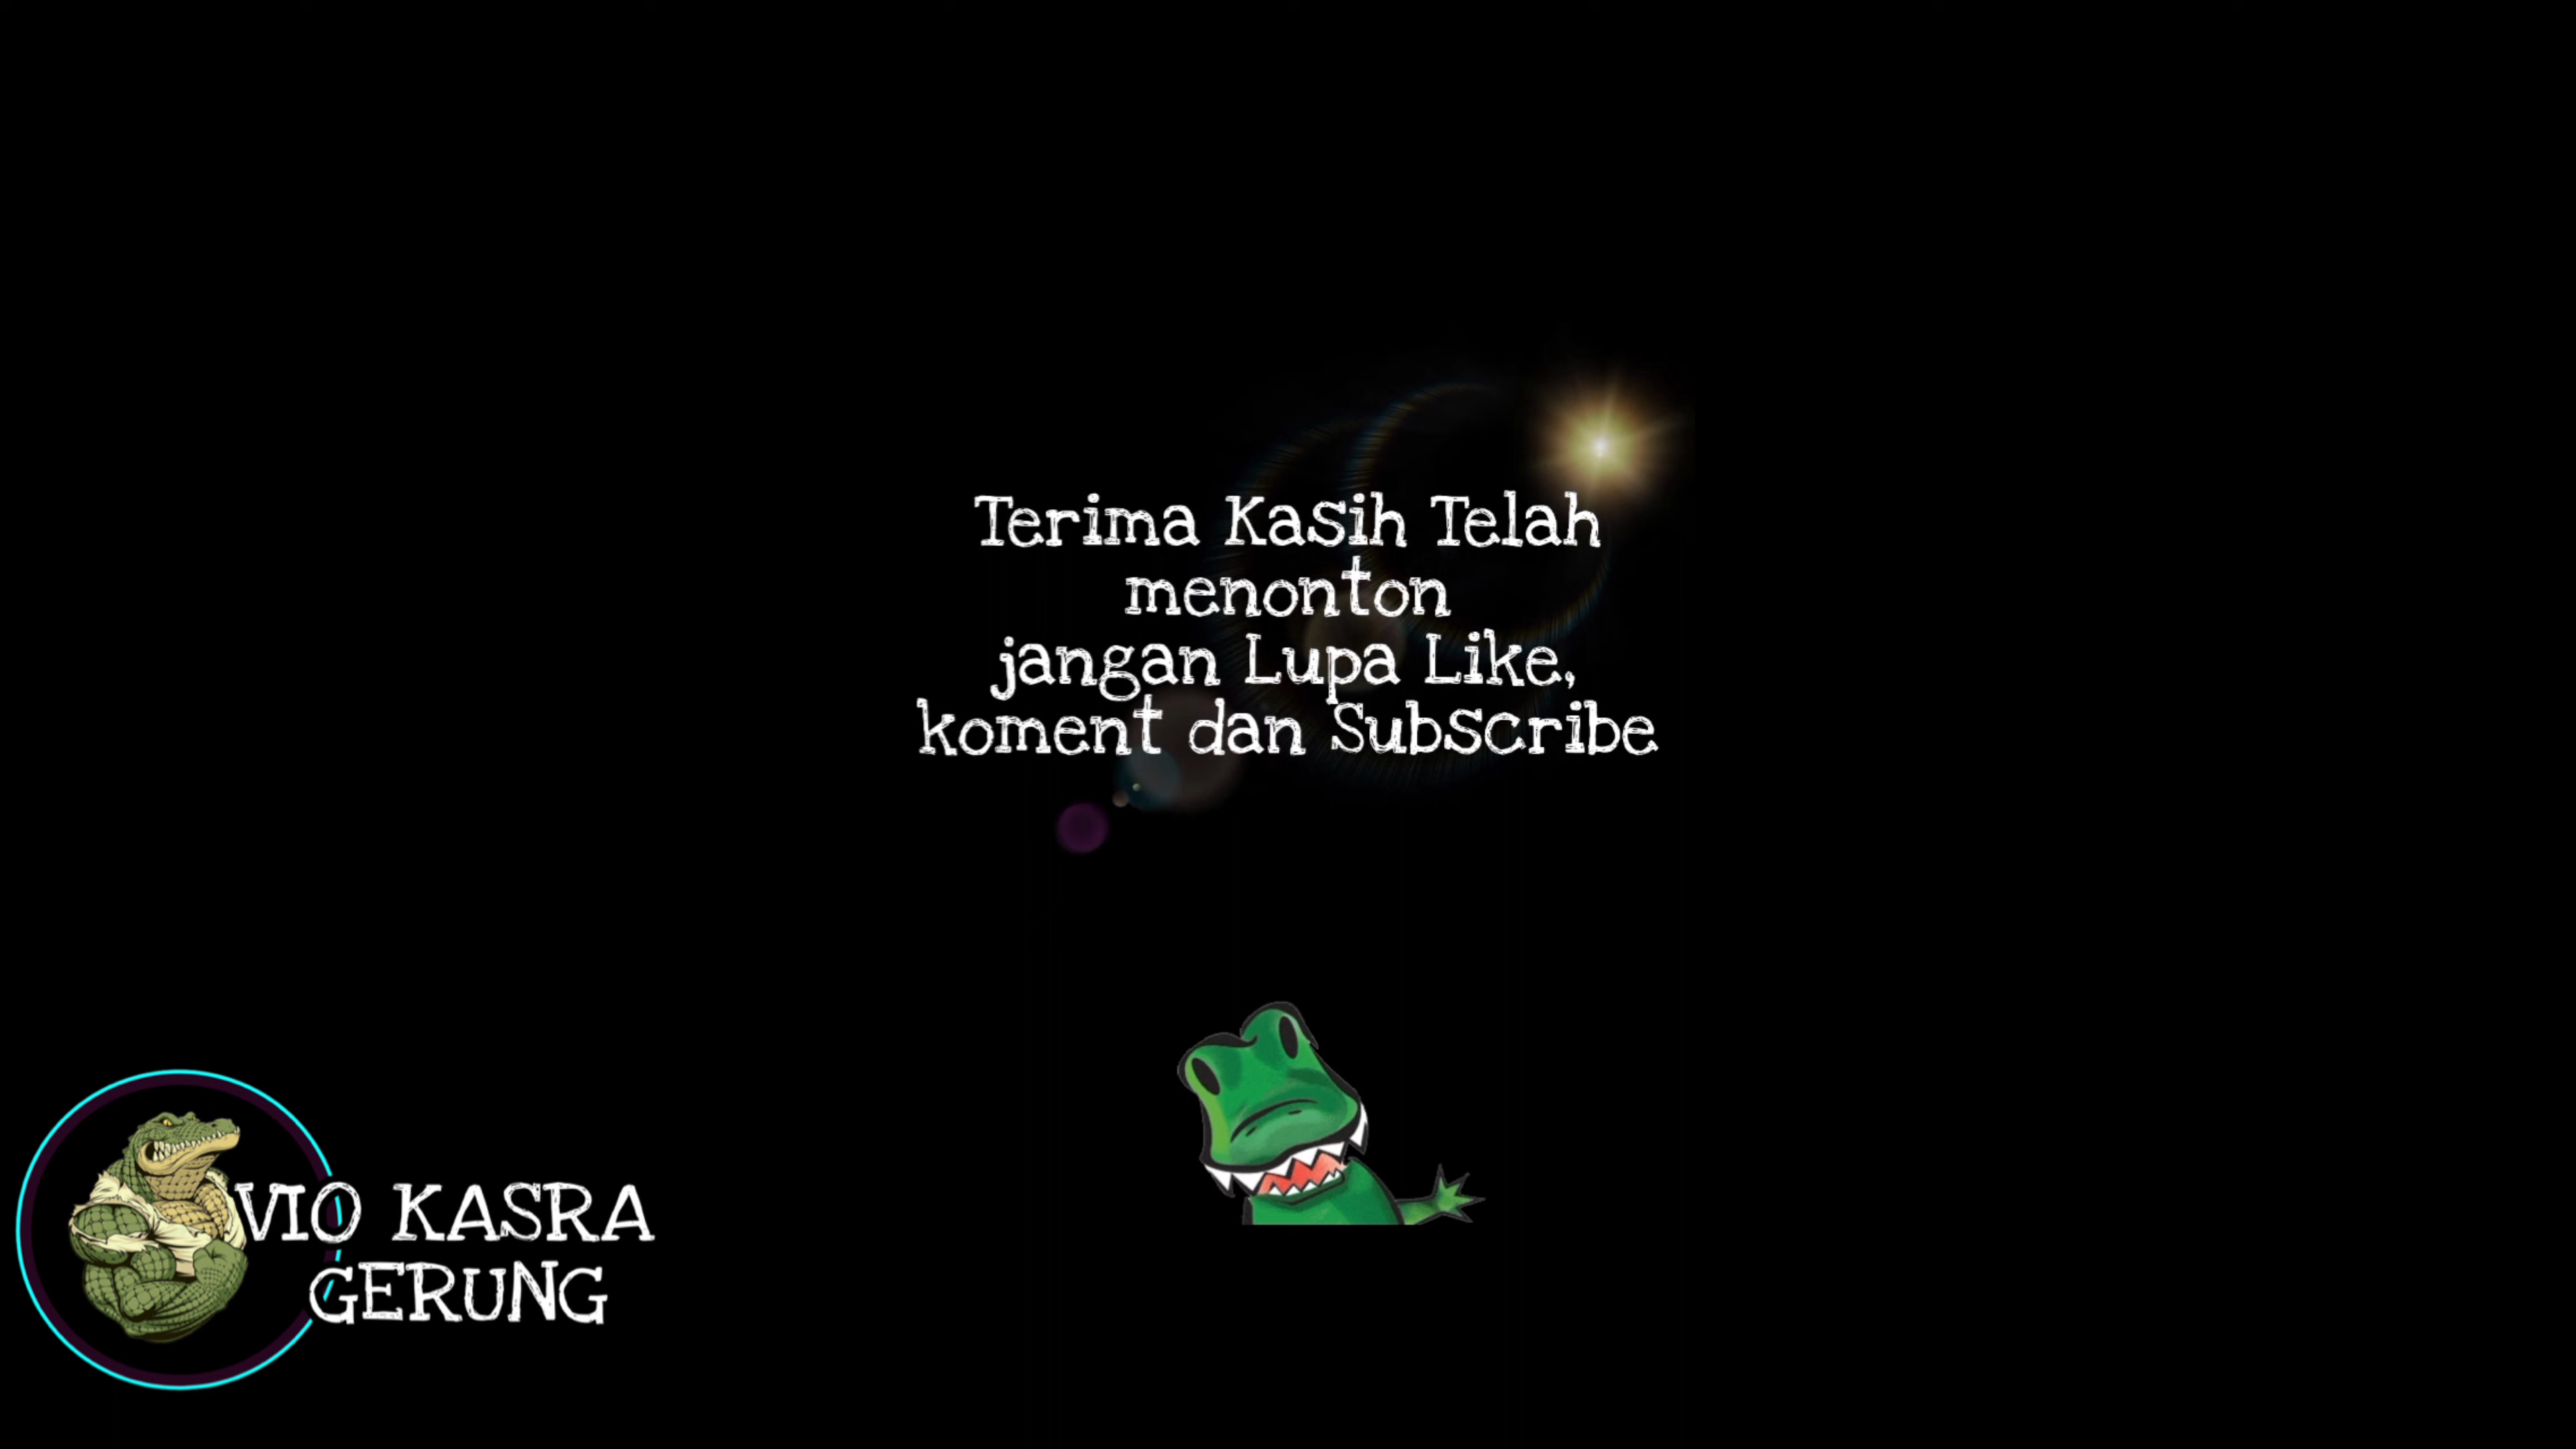 Terima Kasih Telah
menonton
jangan Lupa Like,
koment dan Subscribe
VIO KASRA
GERUNG